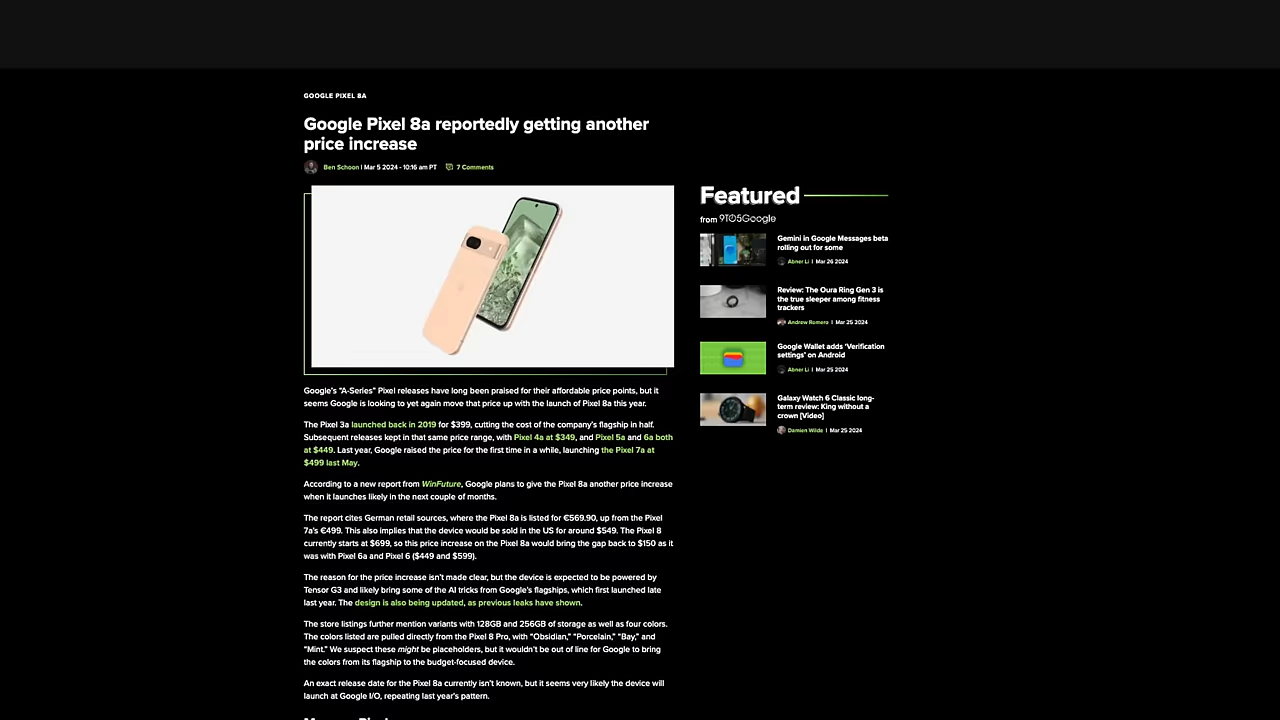 GOOGLE PIXEL 8A
Google Pixel 8a reportedly getting another
price increase
Ben Schoon | Mar 5 2024 - 10:16 am PT 7 Comments
Google's "A-Series" Pixel releases have long been praised for their affordable price points, but it
seems Google is looking to yet again move that price up with the launch of Pixel 8a this year.
The Pixel 3a launched back in 2019 for $399, cutting the cost of the company's flagship in half.
Subsequent releases kept in that same price range, with Pixel 4a at $349, and Pixel 5a and 6a both
at $449. Last year, Google raised the price for the first time in a while, launching the Pixel 7a at
$499 last May.
According to a new report from WinFuture, Google plans to give the Pixel 8a another price increase
when it launches likely in the next couple of months.
The report cites German retail sources, where the Pixel 8a is listed for €569.90, up from the Pixel
7a's €499. This also implies that the device would be sold in the US for around $549. The Pixel 8
currently starts at $699, so this price increase on the Pixel 8a would bring the gap back to $150 as it
was with Pixel 6a and Pixel 6 ($449 and $599).
The reason for the price increase isn't made clear, but the device is expected to be powered by
Tensor G3 and likely bring some of the AI tricks from Google's flagships, which first launched late
last year. The design is also being updated, as previous leaks have shown.
The store listings further mention variants with 128GB and 256GB of storage as well as four colors.
The colors listed are pulled directly from the Pixel 8 Pro, with "Obsidian," "Porcelain," "Bay," and
"Mint." We suspect these might be placeholders, but it wouldn't be out of line for Google to bring
the colors from its flagship to the budget-focused device.
An exact release date for the Pixel 8a currently isn't known, but it seems very likely the device will
launch at Google I/O, repeating last year's pattern.
Featured
from 9TO5Google
Gemini in Google Messages beta
rolling out for some
Abner Li | Mar 26 2024
Review: The Oura Ring Gen 3 is
the true sleeper among fitness
trackers
Andrew Romero | Mar 25 2024
Google Wallet adds 'Verification
settings' on Android
Abner Li | Mar 25 2024
Galaxy Watch 6 Classic long-
term review: King without a
crown [Video]
Damien Wilde | Mar 25 2024